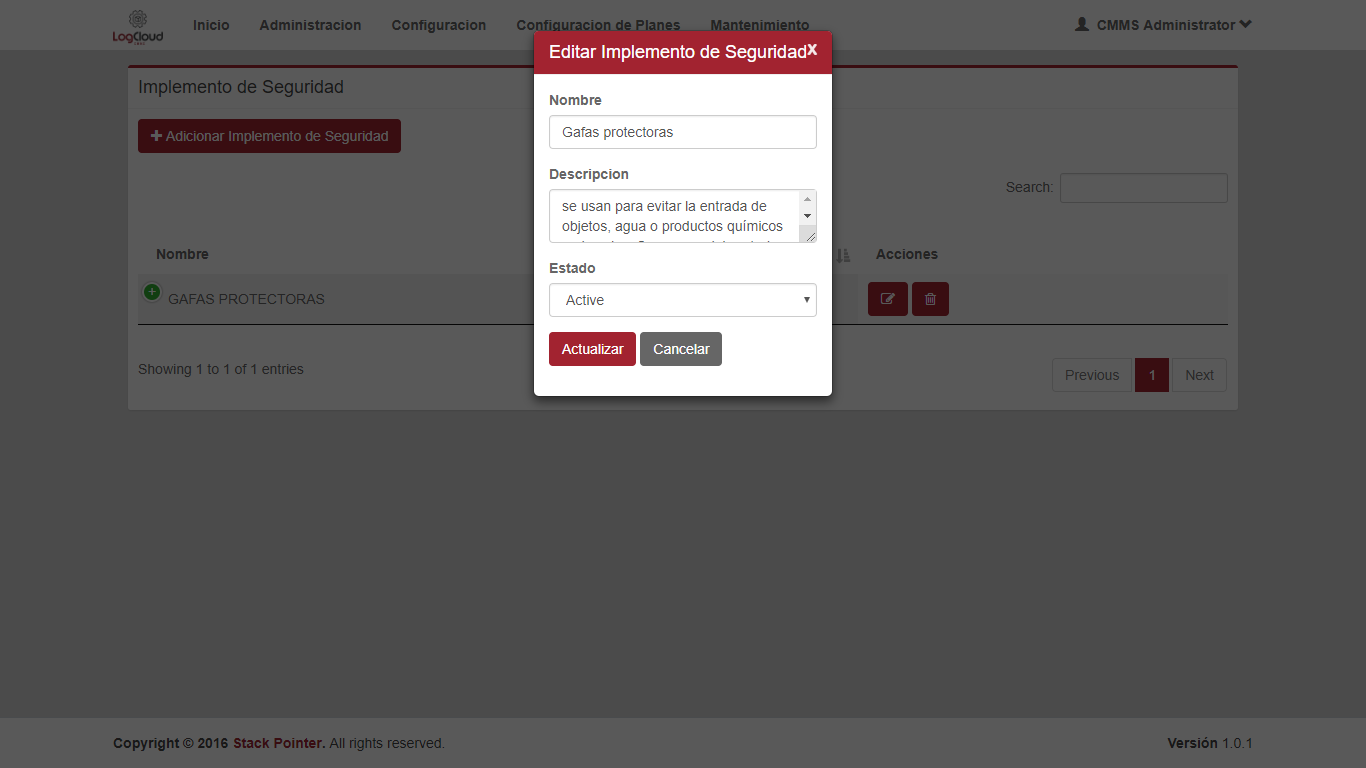 Inicio Administracion Configuracion Configuracion de Planes Mantenimiento CMMS Administrator
LogCloud
Editar Implemento de Seguridad x
Implemento de Seguridad
Nombre
Gafas protectoras
Adicionar Implemento de Seguridad
Descripcion
se usan para evitar la entrada de
objetos, agua o productos químicos
Search:
Nombre Acciones
Estado
Active
GAFAS PROTECTORAS
Actualizar Cancelar
Showing 1 to 1 of 1 entries
Previous 1 Next
Copyright © 2016 Stack Pointer. All rights reserved. Versión 1.0.1